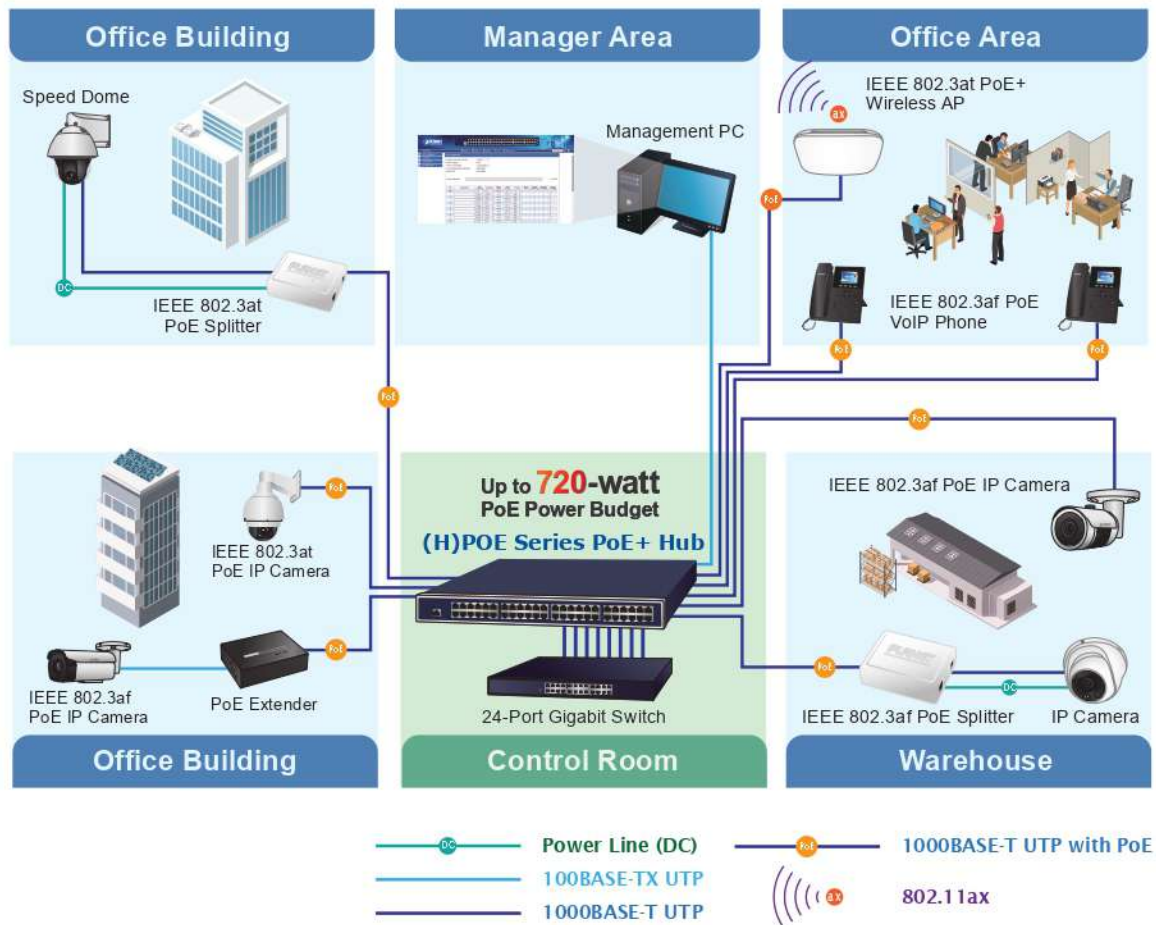 Office Building
Speed Dome
DC
IEEE 802.3at
PoE Splitter
PoE
Manager Area
Management PC
Office Area
IEEE 802.3at PoE+
Wireless AP
ax
PoE
IEEE 802.3af PoE
VoIP Phone
PoE
PoE
PoE
IEEE 802.3at
PoE IP Camera
PoE
IEEE 802.3af
PoE IP Camera
PoE Extender
PoE
Office Building
Up to 720-watt
PoE Power Budget
(H)POE Series PoE+ Hub
24-Port Gigabit Switch
Control Room
IEEE 802.3af PoE IP Camera
PoE
IEEE 802.3af PoE Splitter
DC
IP Camera
Warehouse
DC
Power Line (DC)
100BASE-TX UTP
1000BASE-T UTP
PoE
1000BASE-T UTP with PoE
ax
802.11ax